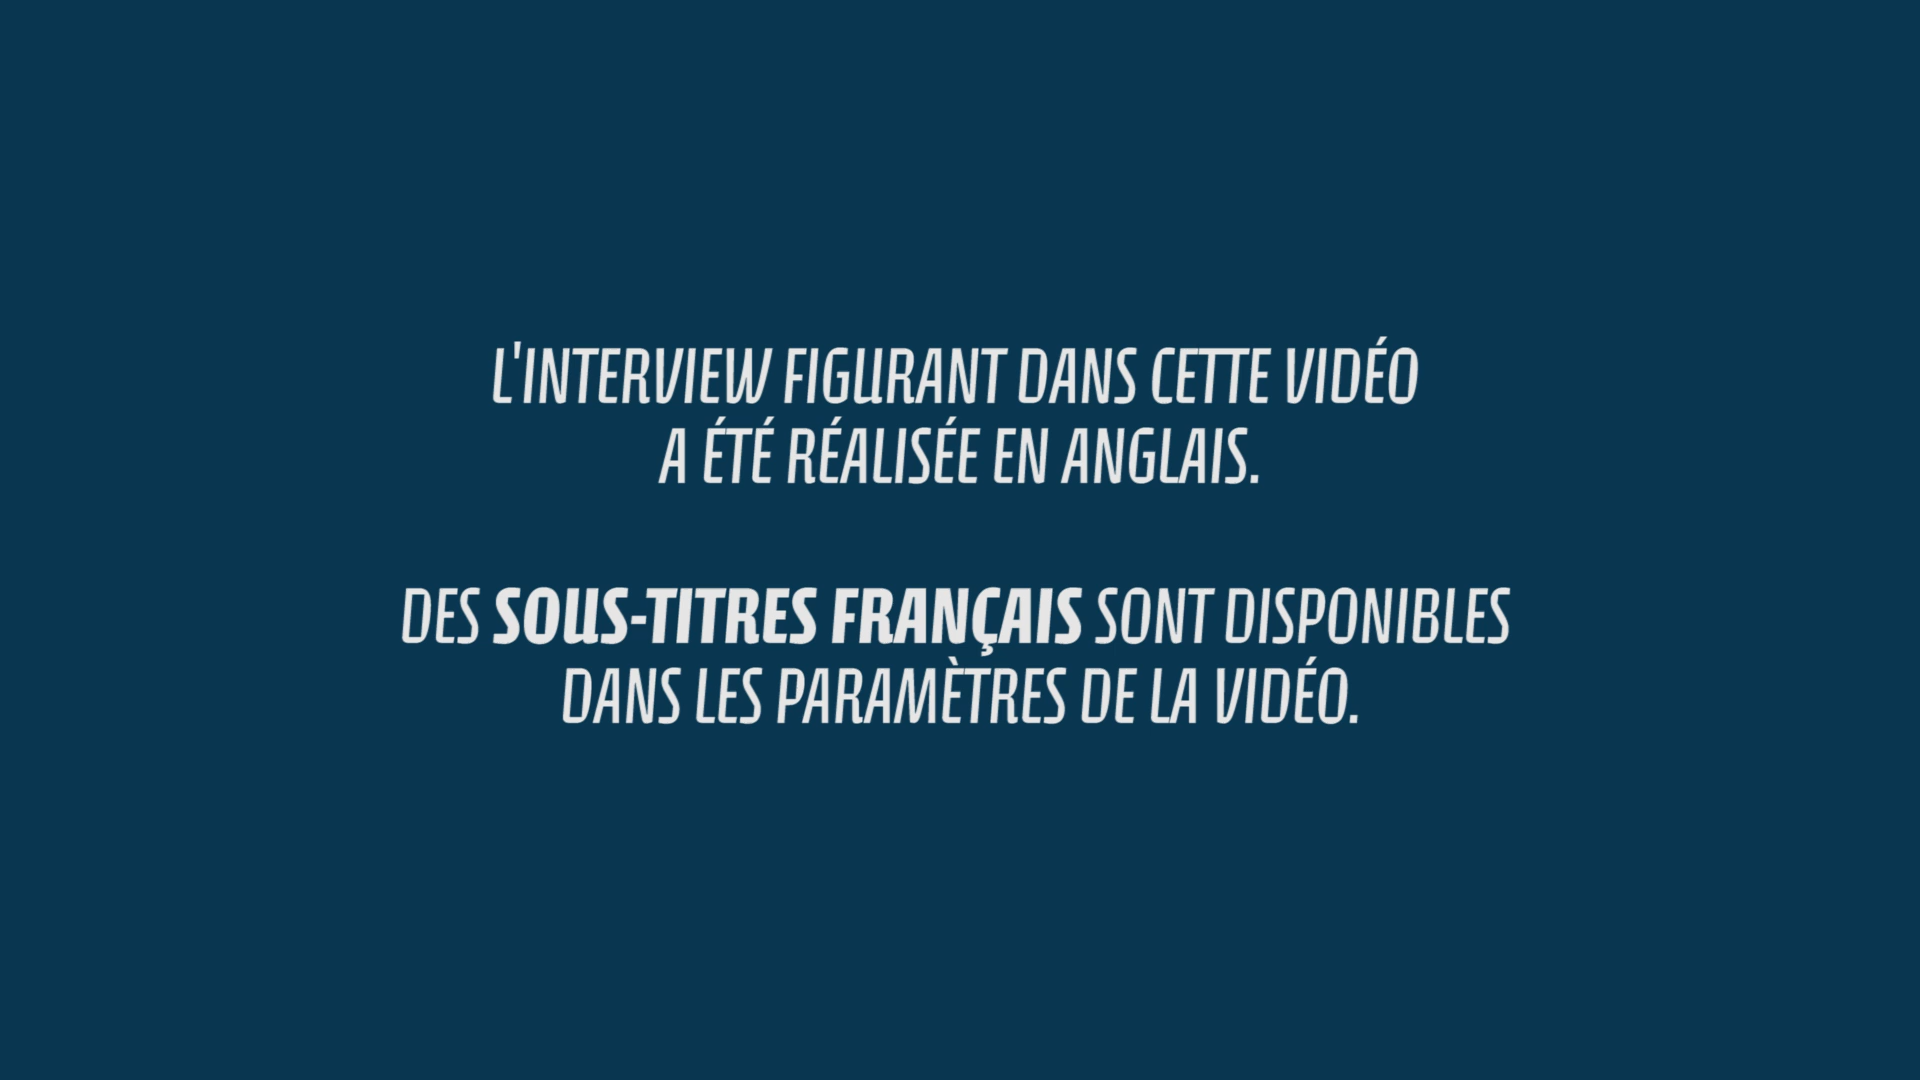 L'INTERVIEW FIGURANT DANS CETTE VIDÉO
A ÉTÉ RÉALISÉE EN ANGLAIS.
DES SOUS-TITRES FRANÇAIS SONT DISPONIBLES
DANS LES PARAMÈTRES DE LA VIDÉO.